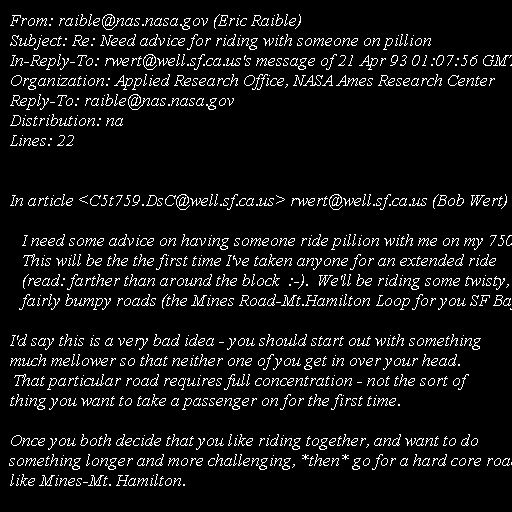 From: raible@nas.nasa.gov (Eric Raible)
Subject: Re: Need advice for riding with someone on pillion
In-Reply-To: rwert@well.sf.ca.us's message of 21 Apr 93 01:07:56 GMT
Organization: Applied Research Office, NASA Ames Research Center
Reply-To: raible@nas.nasa.gov
Distribution: na
Lines: 22
In article <C5t759.DsC@well.sf.ca.us> rwert@well.sf.ca.us (Bob Wert)
I need some advice on having someone ride pillion with me on my 750
This will be the the first time I've taken anyone for an extended ride
(read: farther than around the block  :-).  We'll be riding some twisty,
fairly bumpy roads (the Mines Road-Mt.Hamilton Loop for you SF
I'd say this is a very bad idea - you should start out with something
much mellower so that neither one of you get in over your head.
That particular road requires full concentration - not the sort of
thing you want to take a passenger on for the first time.
Once you both decide that you like riding together, and want to do
something longer and more challenging, *then* go for a hard core
like Mines-Mt. Hamilton.